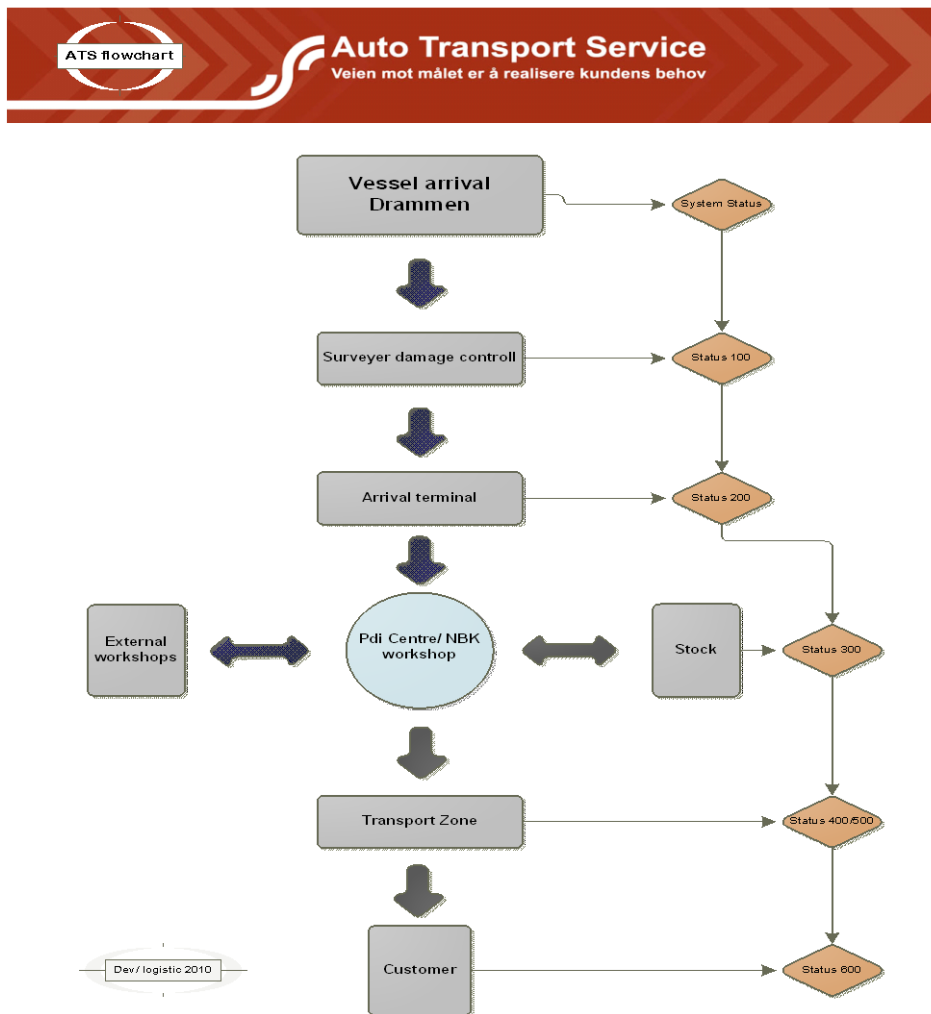 ATS flowchart
Auto Transport Service
Veien mot målet er å realisere kundens behov
Vessel arrival
Drammen
System Status
Surveyer damage controll
Status 100
Arrival terminal
Status 200
External
workshops
Pdi Centre/ NBK
workshop
Stock
Status 300
Transport Zone
Status 400/500
Customer
Status 600
Dev/ logistic 2010